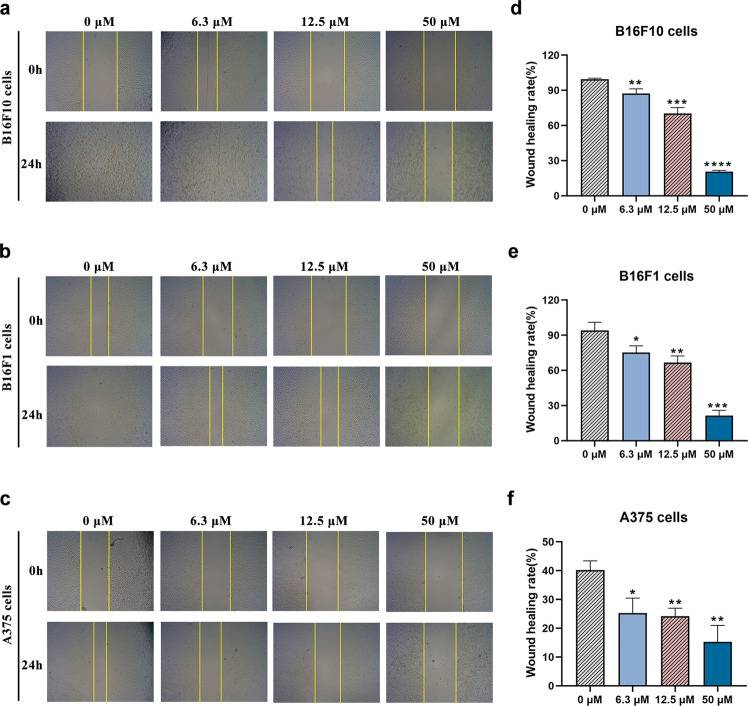 a
0 µM 6.3 µM 12.5 µM 50 µM
B16F10 cells
0h
24h
d
B16F10 cells
Wound healing rate(%)
120
90
60
30
0
**
***
****
0 µM 6.3 µM 12.5 µM 50 µM
b
0 µM 6.3 µM 12.5 µM 50 µM
B16F1 cells
0h
24h
e
B16F1 cells
Wound healing rate(%)
120
90
60
30
0
*
**
***
0 µM 6.3 µM 12.5 µM 50 µM
c
0 µM 6.3 µM 12.5 µM 50 µM
A375 cells
0h
24h
f
A375 cells
Wound healing rate(%)
50
40
30
20
10
0
*
**
**
0 µM 6.3 µM 12.5 µM 50 µM